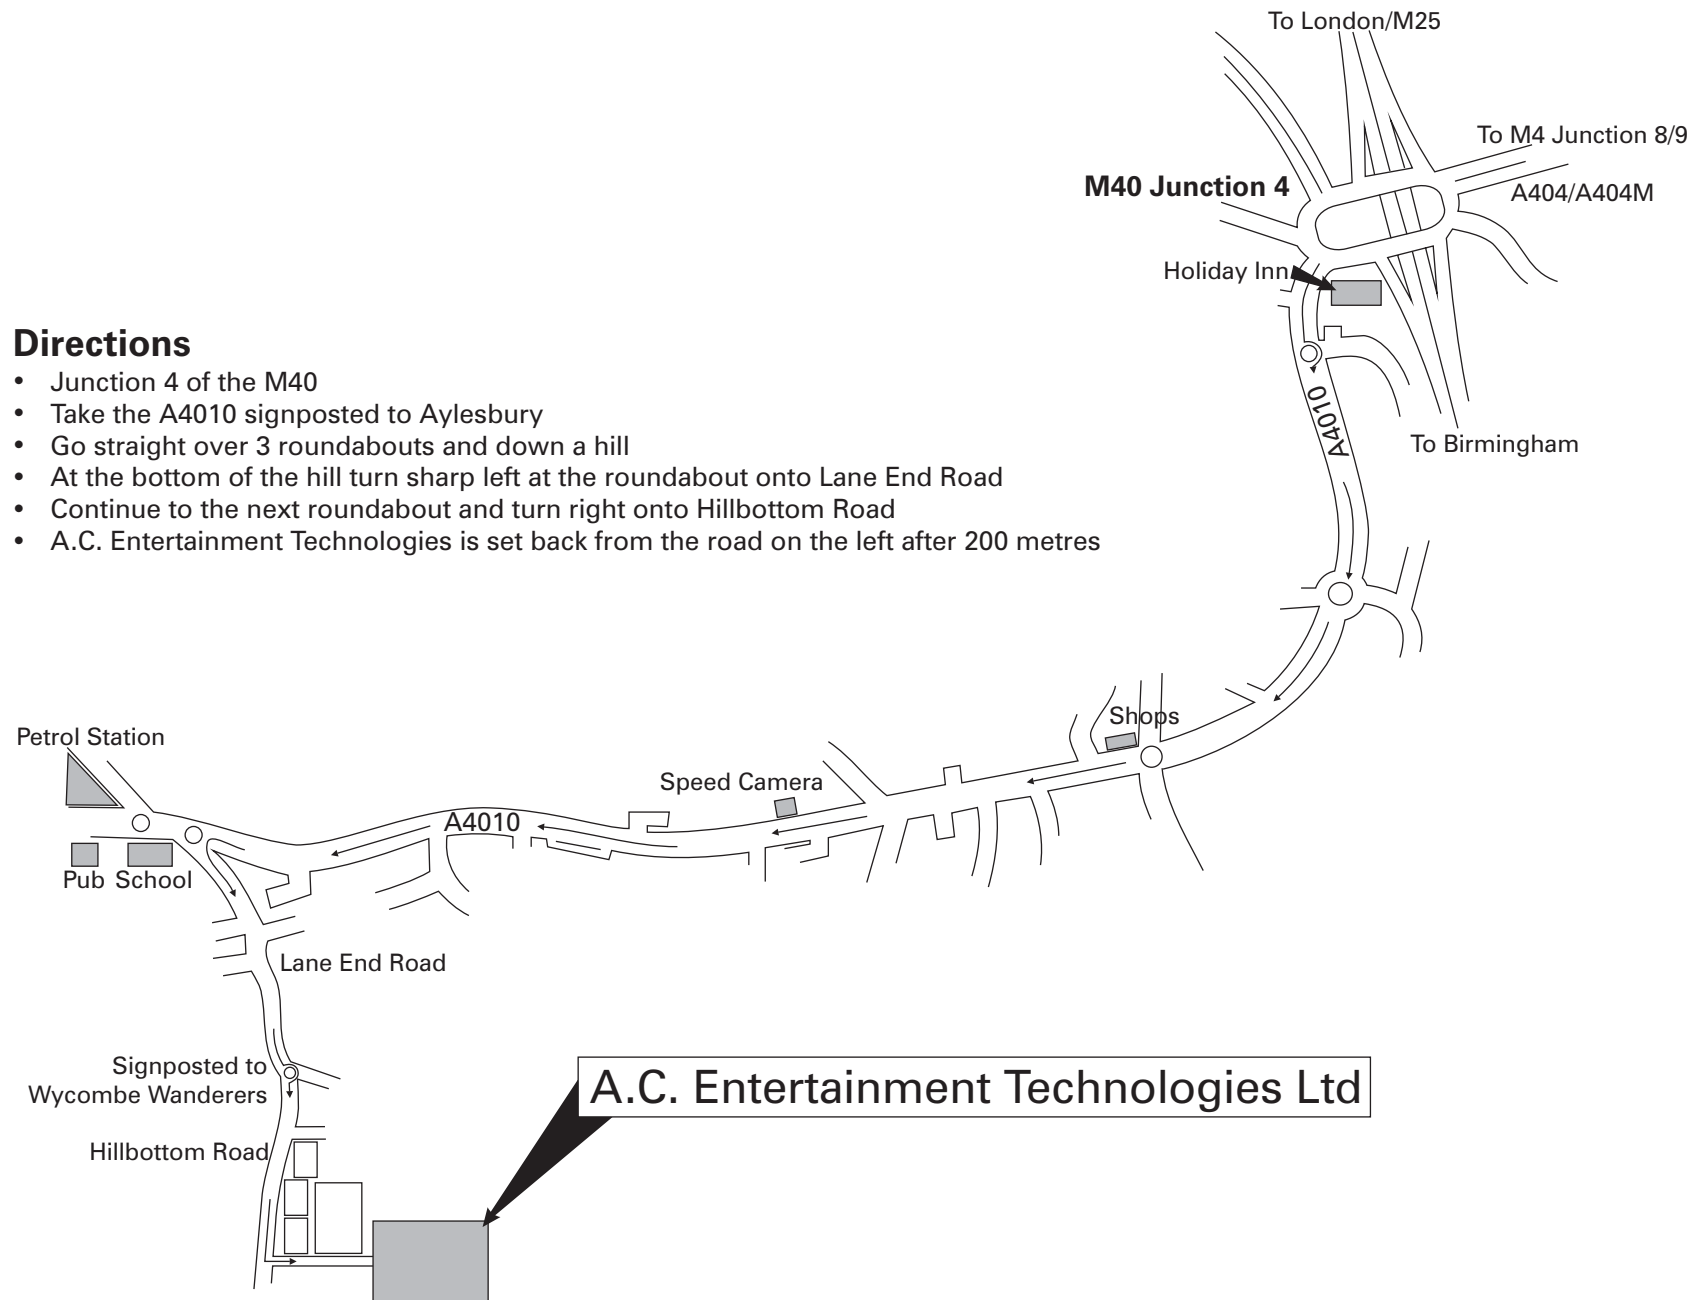 To London/M25
To M4 Junction 8/9
M40 Junction 4
A404/A404M
Holiday Inn
A4010
To Birmingham
Directions
• Junction 4 of the M40
• Take the A4010 signposted to Aylesbury
• Go straight over 3 roundabouts and down a hill
• At the bottom of the hill turn sharp left at the roundabout onto Lane End Road
• Continue to the next roundabout and turn right onto Hillbottom Road
• A.C. Entertainment Technologies is set back from the road on the left after 200 metres
Shops
Petrol Station
Speed Camera
A4010
Pub School
Lane End Road
Signposted to
Wycombe Wanderers
A.C. Entertainment Technologies Ltd
Hillbottom Road